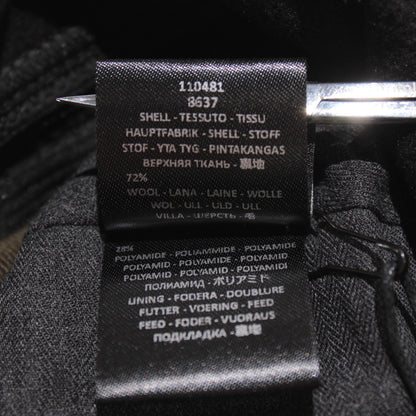 110481
8637
SHELL - TESSUTO - TISSU
HAUPTFABRIK - SHELL - STOFF
STOF - YTA TYG - PINTAKANGAS
ВЕРХНЯЯ ТКАНЬ - 裏地
72%
WOOL - LANA - LAINE - WOLLE
WOL - ULL - ULD - ULL
VILLA - ШЕРСТЬ - 毛
28%
POLYAMIDE - POLIAMMIDE - POLYAMIDE
POLYAMID - POLYAMID - POLYAMIDE
POLYAMID - POLYAMID - POLYAMIDI
ПОЛИАМИД - ポリアミド
LINING - FODERA - DOUBLURE
FUTTER - VOERING - FEED
FEED - FODER - VUORAUS
ПОДКЛАДКА - 裏地